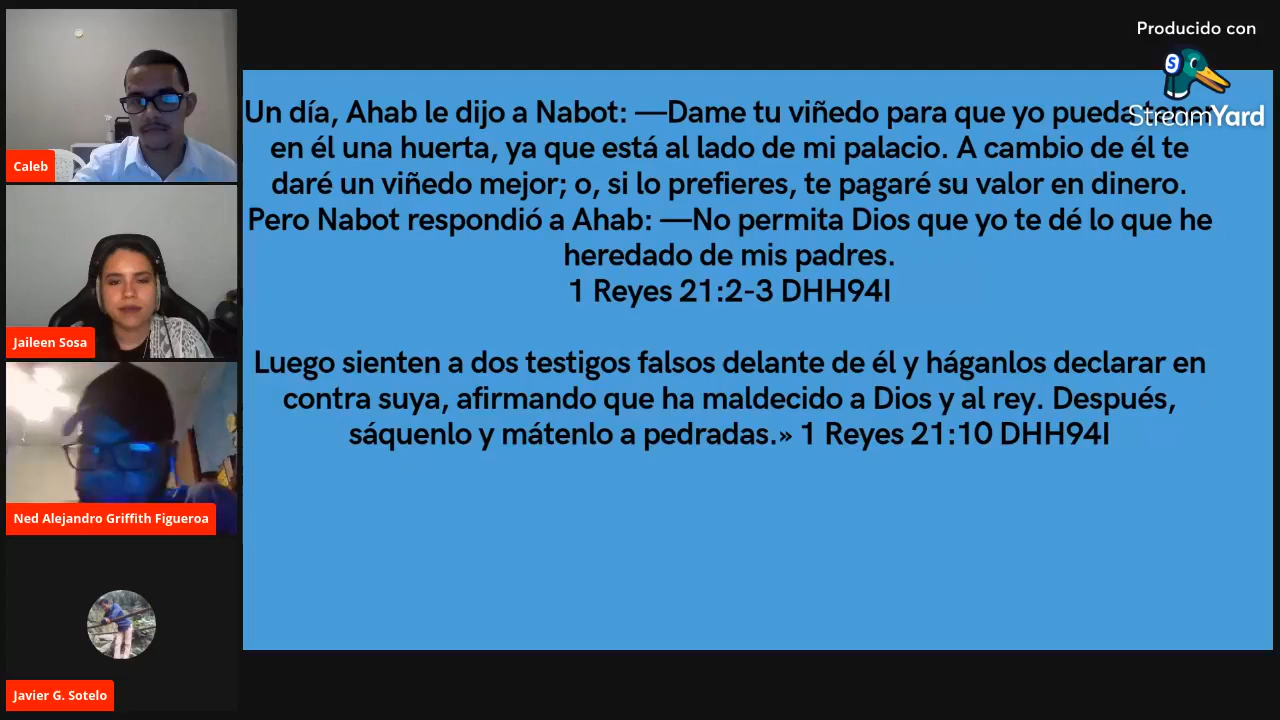 Producido con
StreamYard
Un día, Ahab le dijo a Nabot: —Dame tu viñedo para que yo pueda tener
en él una huerta, ya que está al lado de mi palacio. A cambio de él te
daré un viñedo mejor; o, si lo prefieres, te pagaré su valor en dinero.
Pero Nabot respondió a Ahab: —No permita Dios que yo te dé lo que he
heredado de mis padres.
1 Reyes 21:2-3 DHH94I
Luego sienten a dos testigos falsos delante de él y háganlos declarar en
contra suya, afirmando que ha maldecido a Dios y al rey. Después,
sáquenlo y mátenlo a pedradas.» 1 Reyes 21:10 DHH94I
Caleb
Jaileen Sosa
Ned Alejandro Griffith Figueroa
Javier G. Sotelo